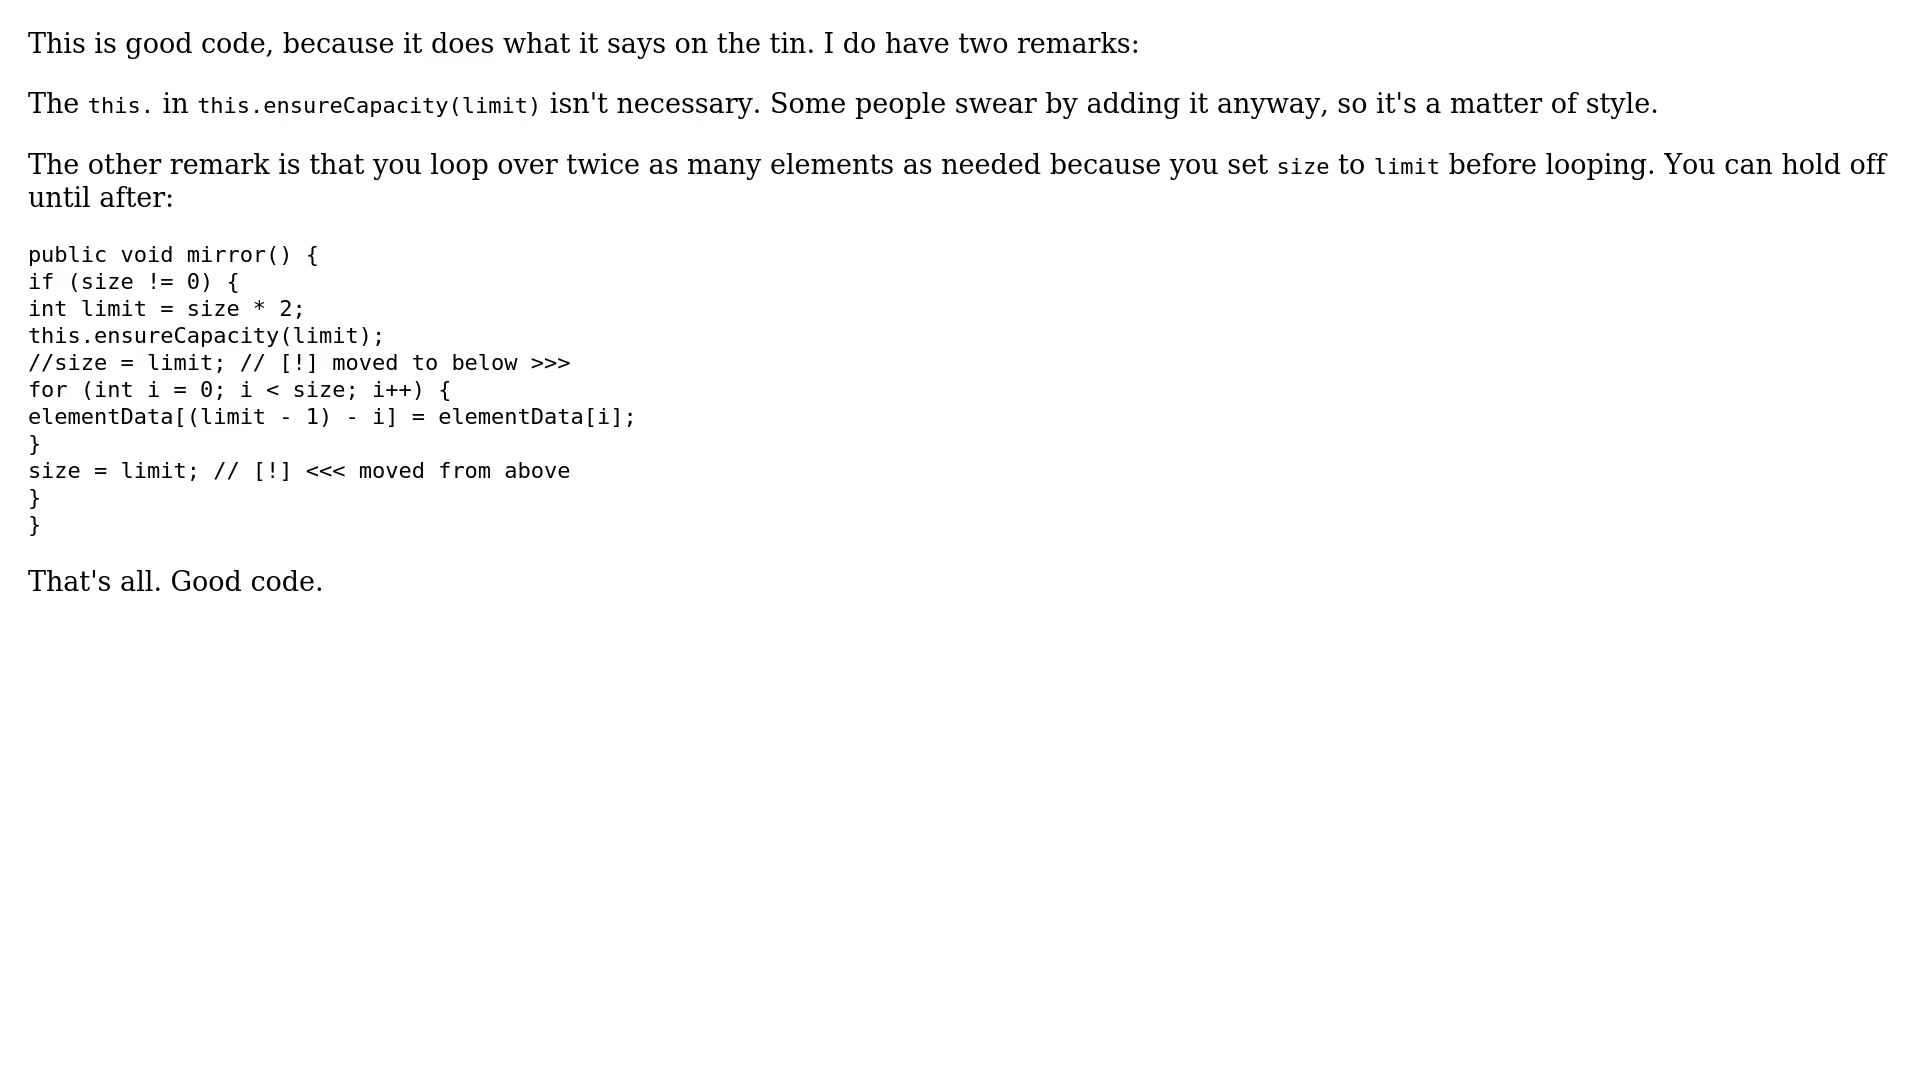 This is good code, because it does what it says on the tin. I do have two remarks:
The this. in this.ensureCapacity(limit) isn't necessary. Some people swear by adding it anyway, so it's a matter of style.
The other remark is that you loop over twice as many elements as needed because you set size to limit before looping. You can hold off
until after:
public void mirror() {
if (size != 0) {
int limit = size * 2;
this.ensureCapacity(limit);
//size = limit; // [!] moved to below >>>
for (int i = 0; i < size; i++) {
elementData[(limit - 1) - i] = elementData[i];
}
size = limit; // [!] <<< moved from above
}
}
That's all. Good code.